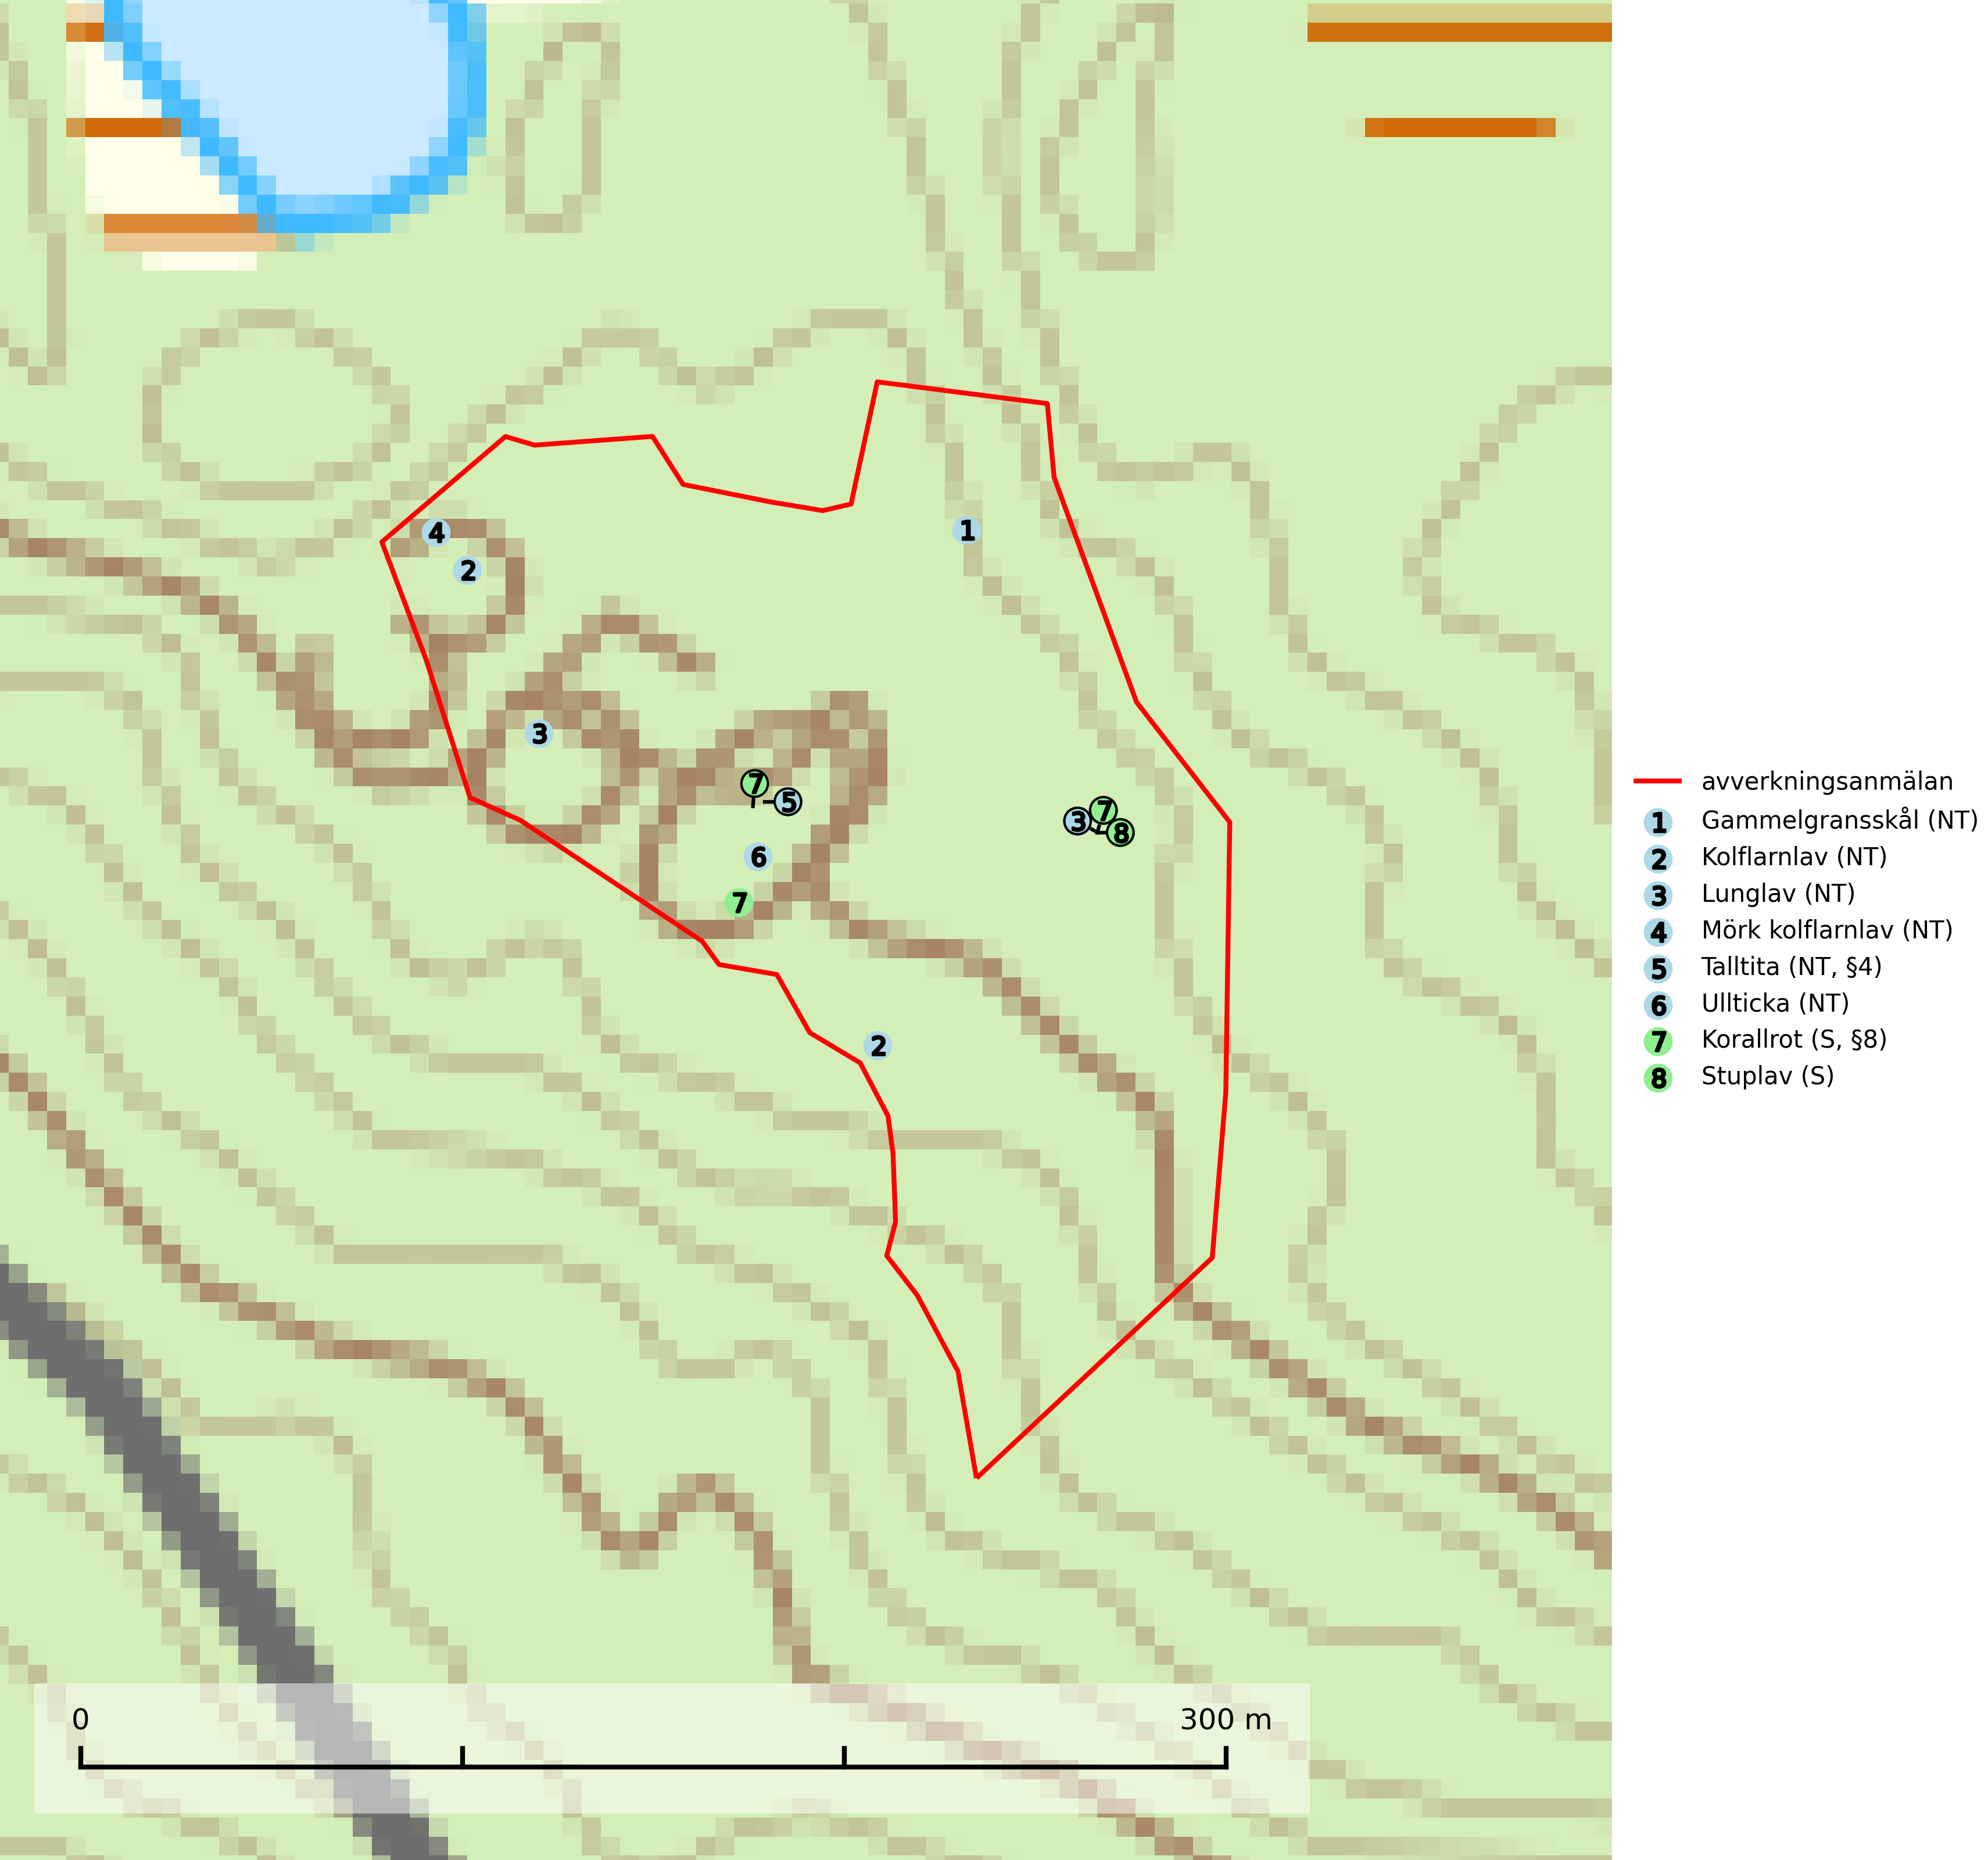 1
4
2
3
7
5
3
7
8
6
7
2
avverkningsanmälan
1 Gammelgransskål (NT)
2 Kolflarnlav (NT)
3 Lunglav (NT)
4 Mörk kolflarnlav (NT)
5 Talltita (NT, §4)
6 Ullticka (NT)
7 Korallrot (S, §8)
8 Stuplav (S)
0 300 m